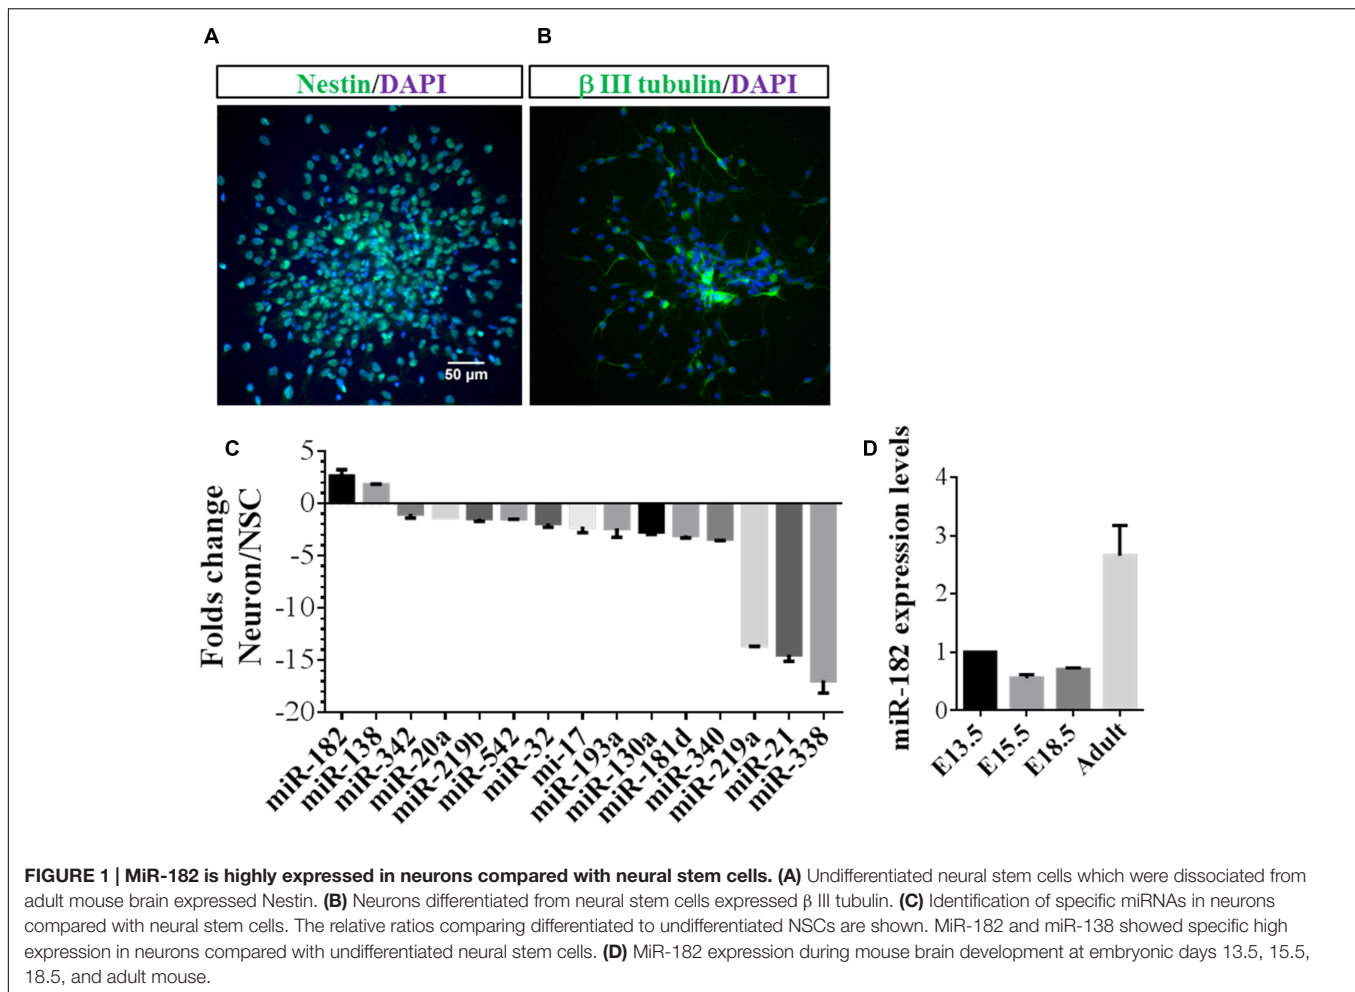 A
B
Nestin/DAPI
β III tubulin/DAPI
50 µm
C
D
Folds change
Neuron/NSC
5
0
-5
-10
-15
-20
miR-182
miR-138
miR-342
miR-20a
miR-219b
miR-542
miR-32
mi-17
miR-193a
miR-130a
miR-181d
miR-340
miR-219a
miR-21
miR-338
miR-182 expression levels
4
3
2
1
0
E13.5
E15.5
E18.5
Adult
FIGURE 1 | MiR-182 is highly expressed in neurons compared with neural stem cells. (A) Undifferentiated neural stem cells which were dissociated from
adult mouse brain expressed Nestin. (B) Neurons differentiated from neural stem cells expressed β III tubulin. (C) Identification of specific miRNAs in neurons
compared with neural stem cells. The relative ratios comparing differentiated to undifferentiated NSCs are shown. MiR-182 and miR-138 showed specific high
expression in neurons compared with undifferentiated neural stem cells. (D) MiR-182 expression during mouse brain development at embryonic days 13.5, 15.5,
18.5, and adult mouse.